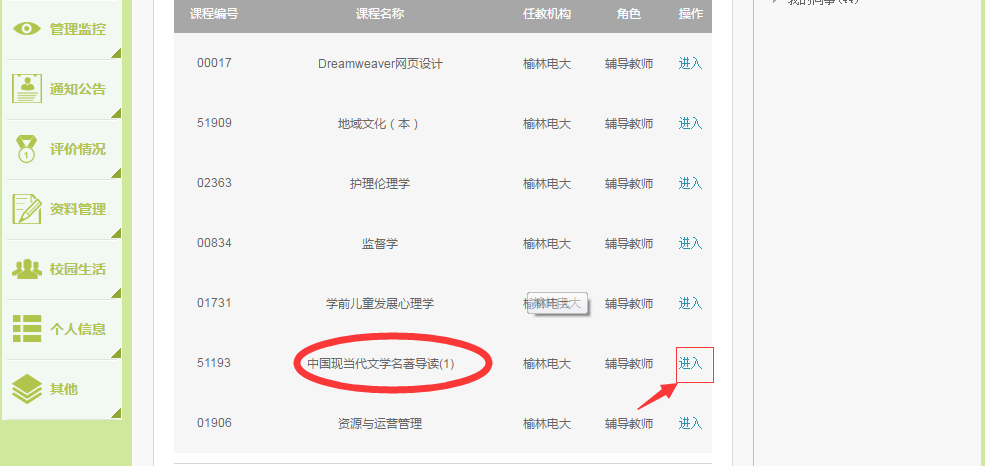 管理监控
通知公告
1
评价情况
资料管理
校园生活
个人信息
其他
课程编号 课程名称 任教机构 角色 操作
00017 Dreamweaver网页设计 榆林电大 辅导教师 进入
51909 地域文化（本） 榆林电大 辅导教师 进入
02363 护理伦理学 榆林电大 辅导教师 进入
00834 监督学 榆林电大 辅导教师 进入
01731 学前儿童发展心理学 榆林电大 辅导教师 进入
51193 中国现当代文学名著导读(1) 榆林电大 辅导教师 进入
01906 资源与运营管理 榆林电大 辅导教师 进入
我的同事(44)